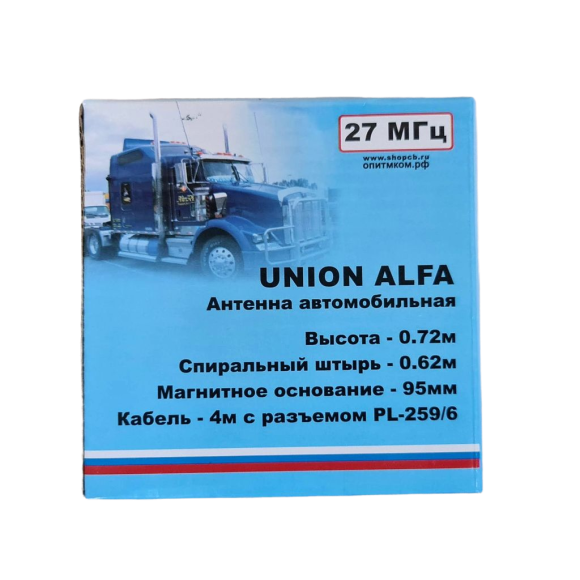 27 МГц
www.shopcb.ru
опитмком.рф
UNION ALFA
Антенна автомобильная
Высота - 0.72м
Спиральный штырь - 0.62м
Магнитное основание - 95мм
Кабель - 4м с разъемом PL-259/6